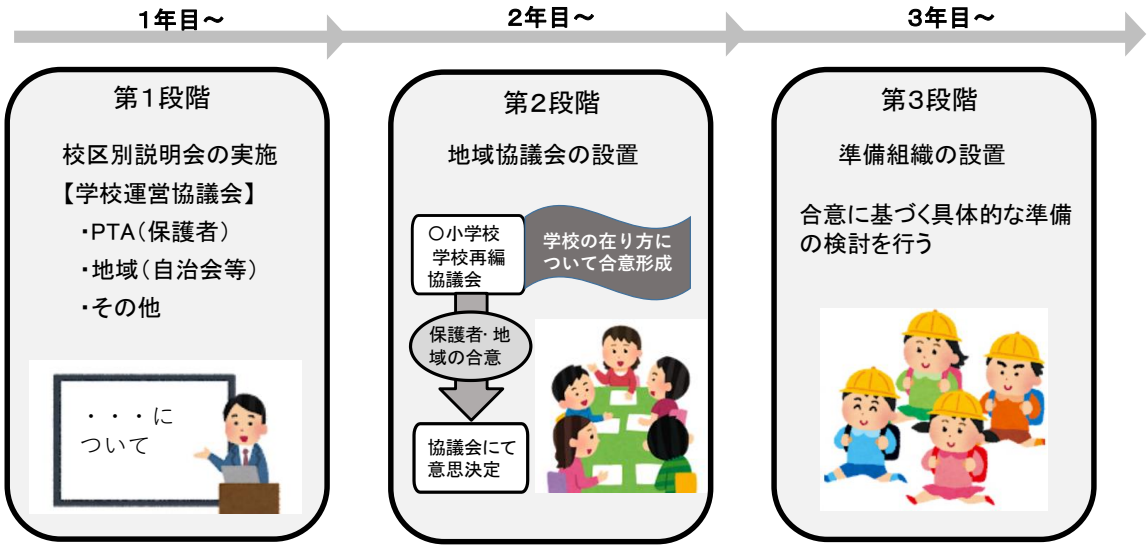 1年目～
2年目～
3年目～
第1段階
校区別説明会の実施
【学校運営協議会】
・PTA(保護者)
・地域(自治会等)
・その他
・・・に
ついて
第2段階
地域協議会の設置
〇小学校
学校再編
協議会
学校の在り方に
ついて合意形成
保護者・地
域の合意
協議会にて
意思決定
第3段階
準備組織の設置
合意に基づく具体的な準備
の検討を行う